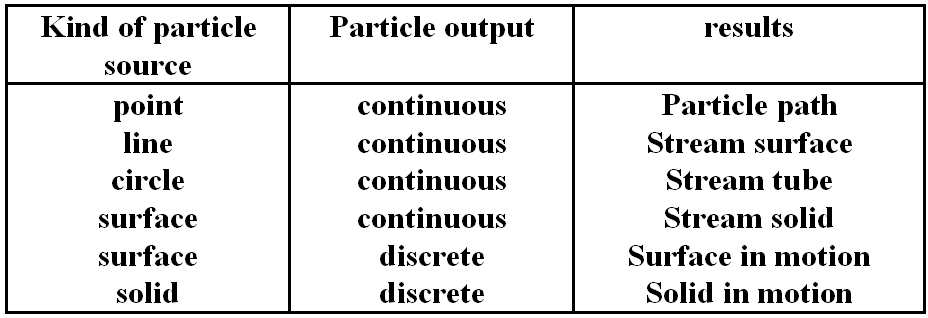 Kind of particle source Particle output results
point continuous Particle path
line continuous Stream surface
circle continuous Stream tube
surface continuous Stream solid
surface discrete Surface in motion
solid discrete Solid in motion